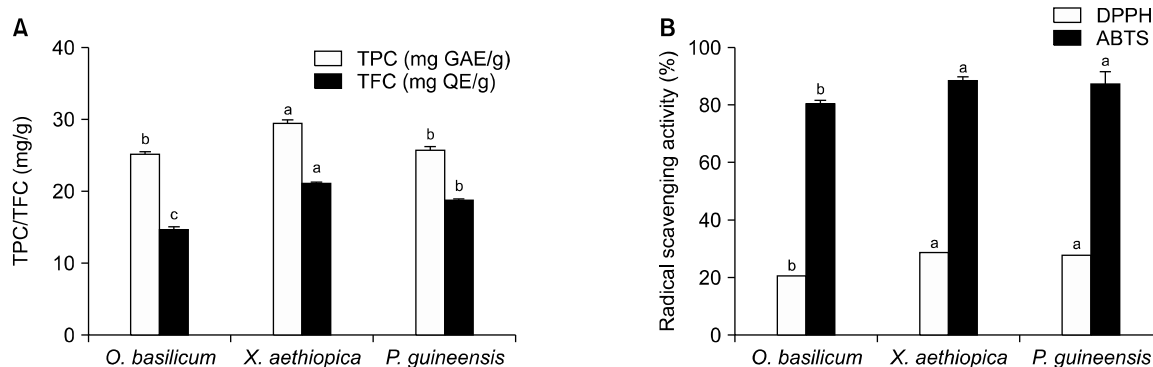 A
40
30
20
10
0
TPC/TFC (mg/g)
TPC (mg GAE/g)
TFC (mg QE/g)
b
c
a
a
b
b
O. basilicum
X. aethiopica
P. guineensis
B
100
80
60
40
20
0
Radical scavenging activity (%)
DPPH
ABTS
b
b
a
a
a
a
O. basilicum
X. aethiopica
P. guineensis